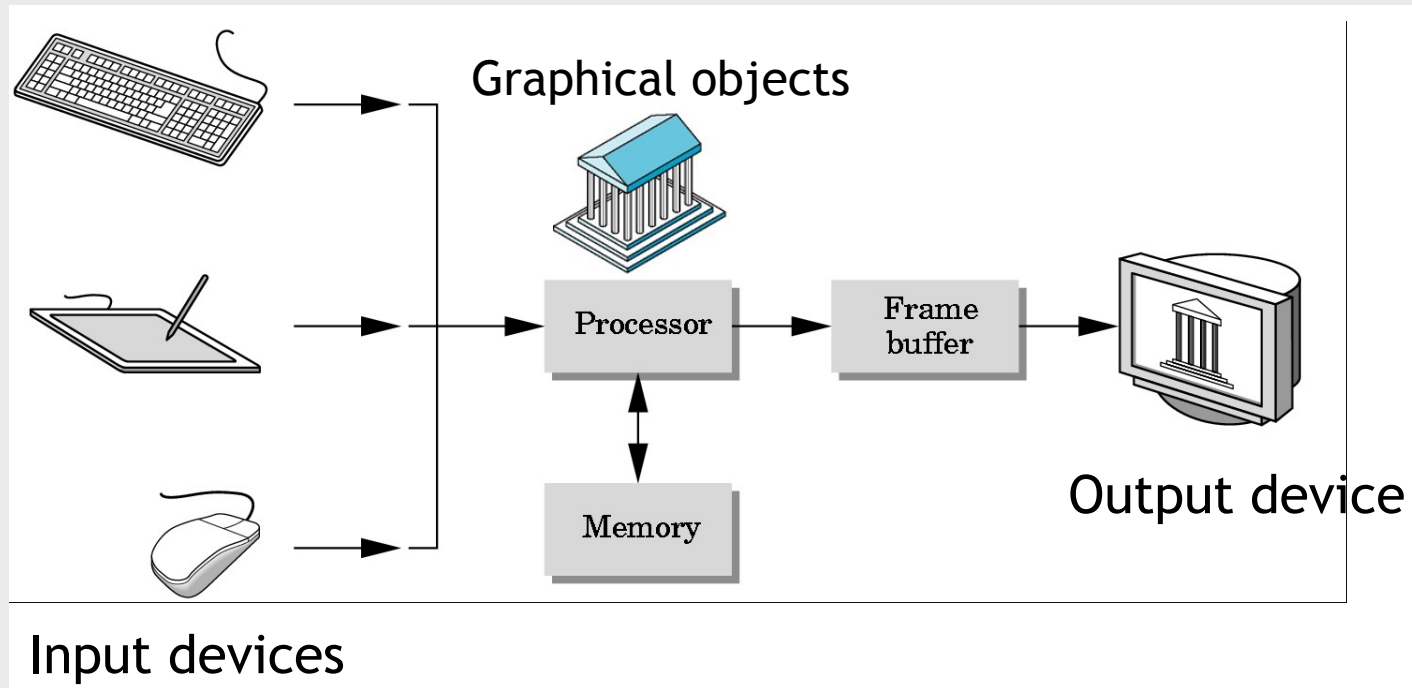 Graphical objects
Processor
Frame
buffer
Memory
Output device
Input devices